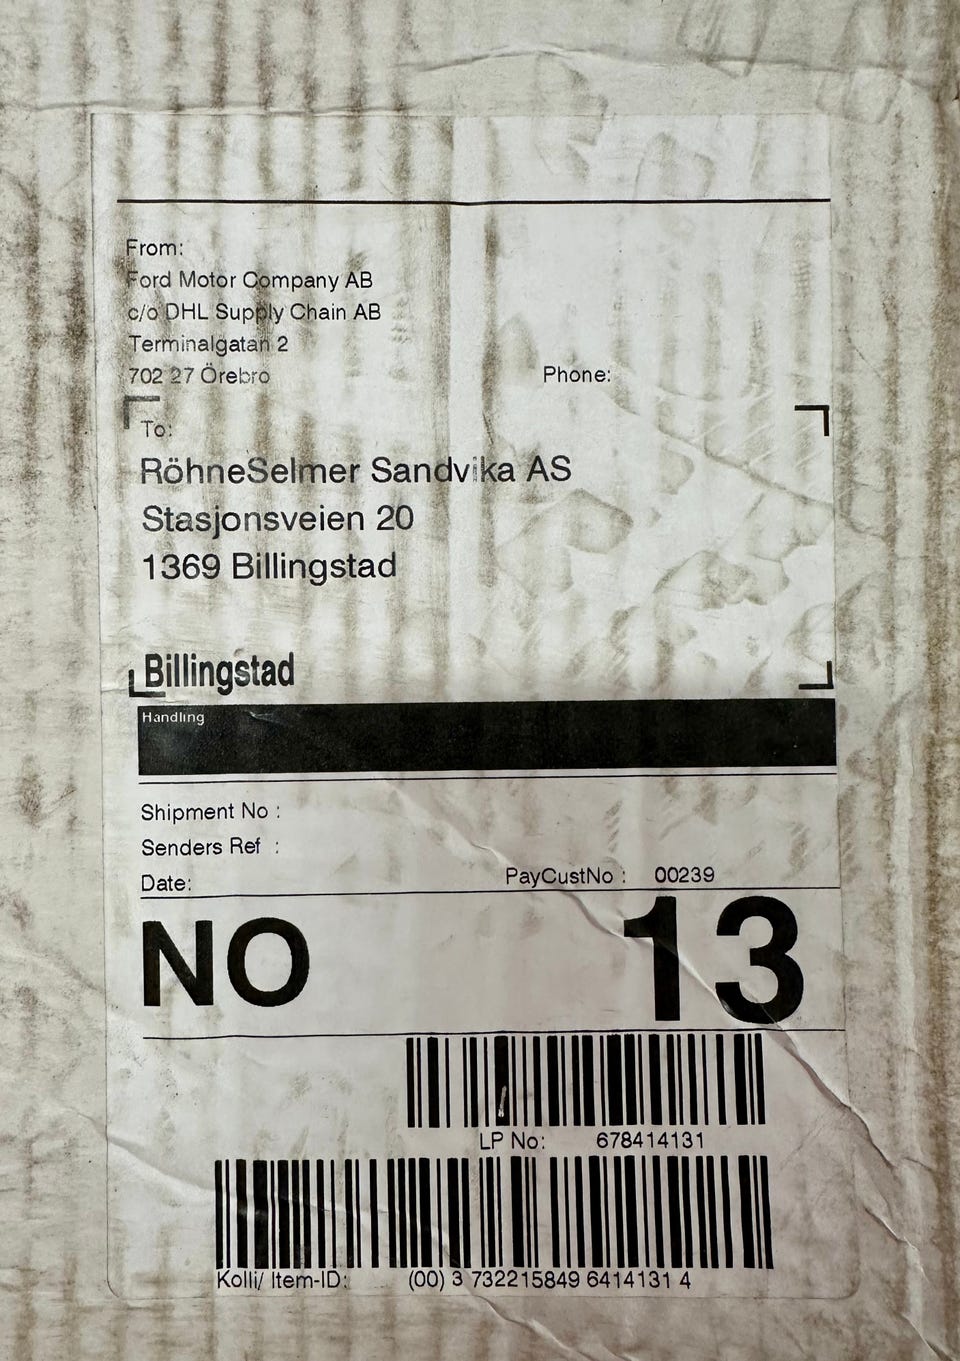 From:
Ford Motor Company AB
c/o DHL Supply Chain AB
Terminalgatan 2
702 27 Örebro
Phone:
To:
RöhneSelmer Sandvika AS
Stasjonsveien 20
1369 Billingstad
Billingstad
Handling
Shipment No :
Senders Ref :
Date:
PayCustNo : 00239
NO 13
LP No: 678414131
Kolli/ Item-ID: (00) 3 732215849 6414131 4